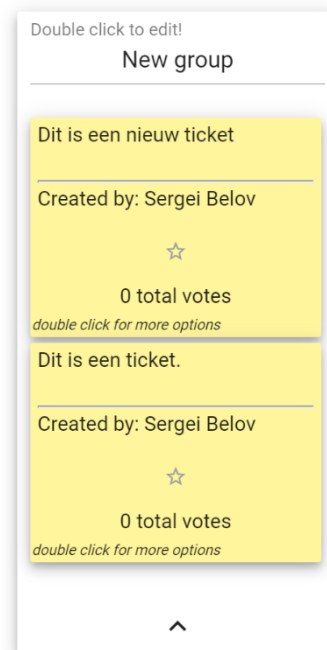 Double click to edit!
New group
Dit is een nieuw ticket
Created by: Sergei Belov
0 total votes
double click for more options
Dit is een ticket.
Created by: Sergei Belov
0 total votes
double click for more options